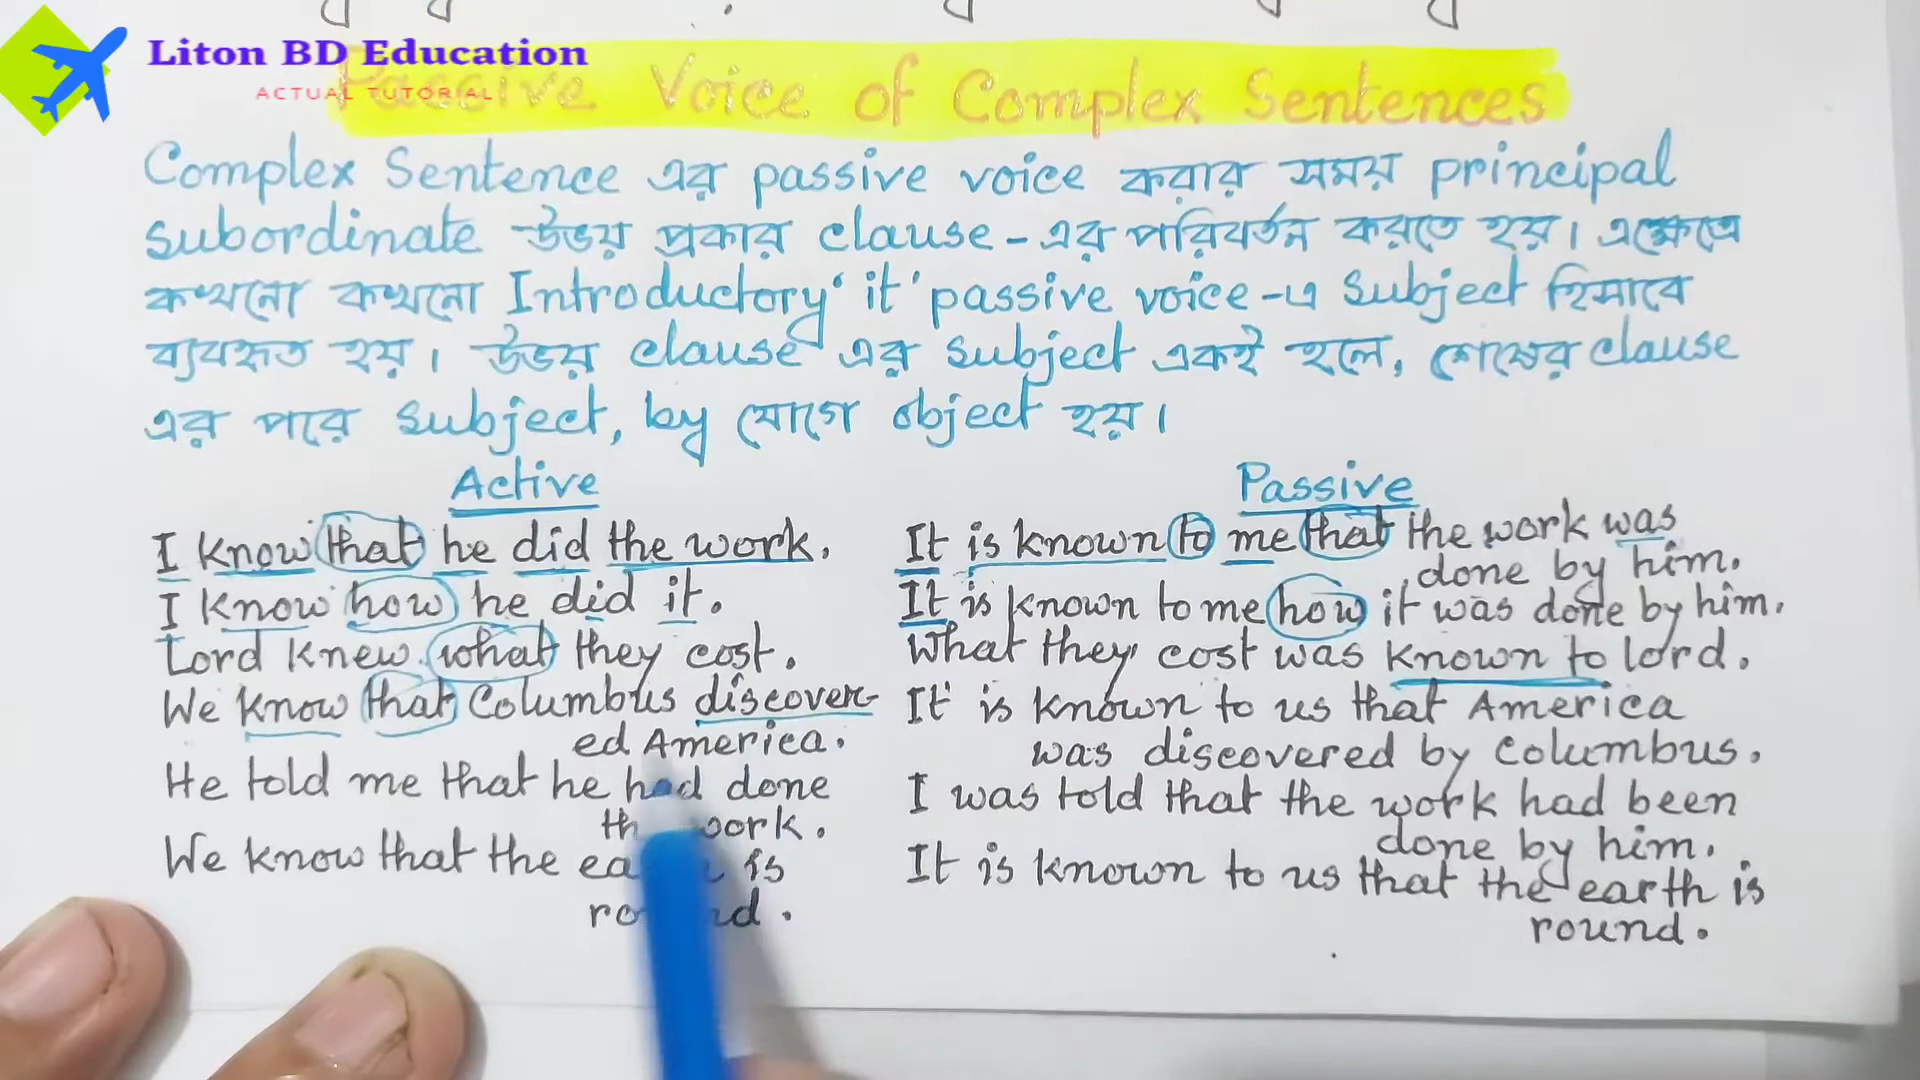 Liton BD Education
ACTUAL TUTORIAL
Passive Voice of Complex Sentences
Complex Sentence এর passive voice করার সময় principal
subordinate উভয় প্রকার clause-এর পরিবর্তন করতে হয়। এক্ষেত্রে
কখনো কখনো Introductory 'it' passive voice-এ Subject হিসাবে
ব্যবহৃত হয়। উভয় clause এর subject একই হলে, শেষের clause
এর পরে subject, by যোগে object হয়।
Active
I know that he did the work.
I know how he did it.
Lord knew what they cost.
We know that Columbus discover-
ed America.
He told me that he had done
the work.
We know that the earth is
round.
Passive
It is known to me that the work was
done by him.
It is known to me how it was done by him.
What they cost was known to lord.
It is known to us that America
was discovered by Columbus.
I was told that the work had been
done by him.
It is known to us that the earth is
round.